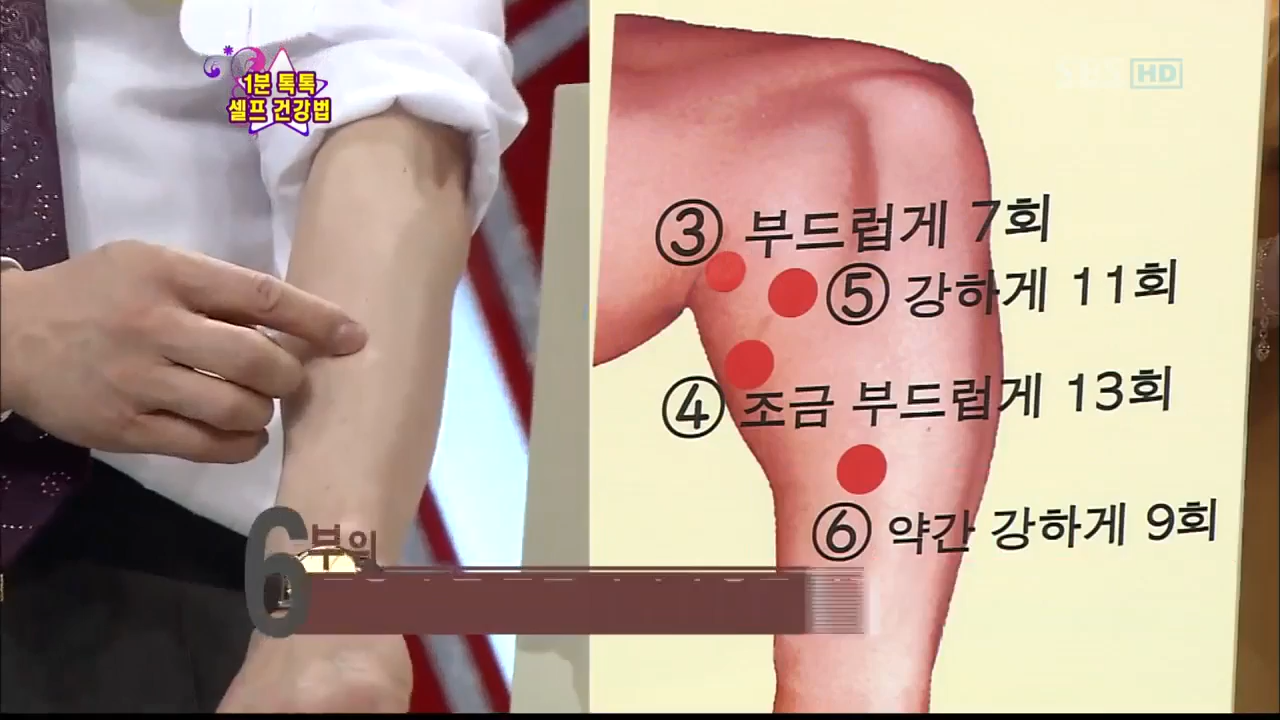 1분 톡톡
셀프 건강법
SBS HD
③ 부드럽게 7회
⑤ 강하게 11회
④ 조금 부드럽게 13회
⑥ 약간 강하게 9회
6부위